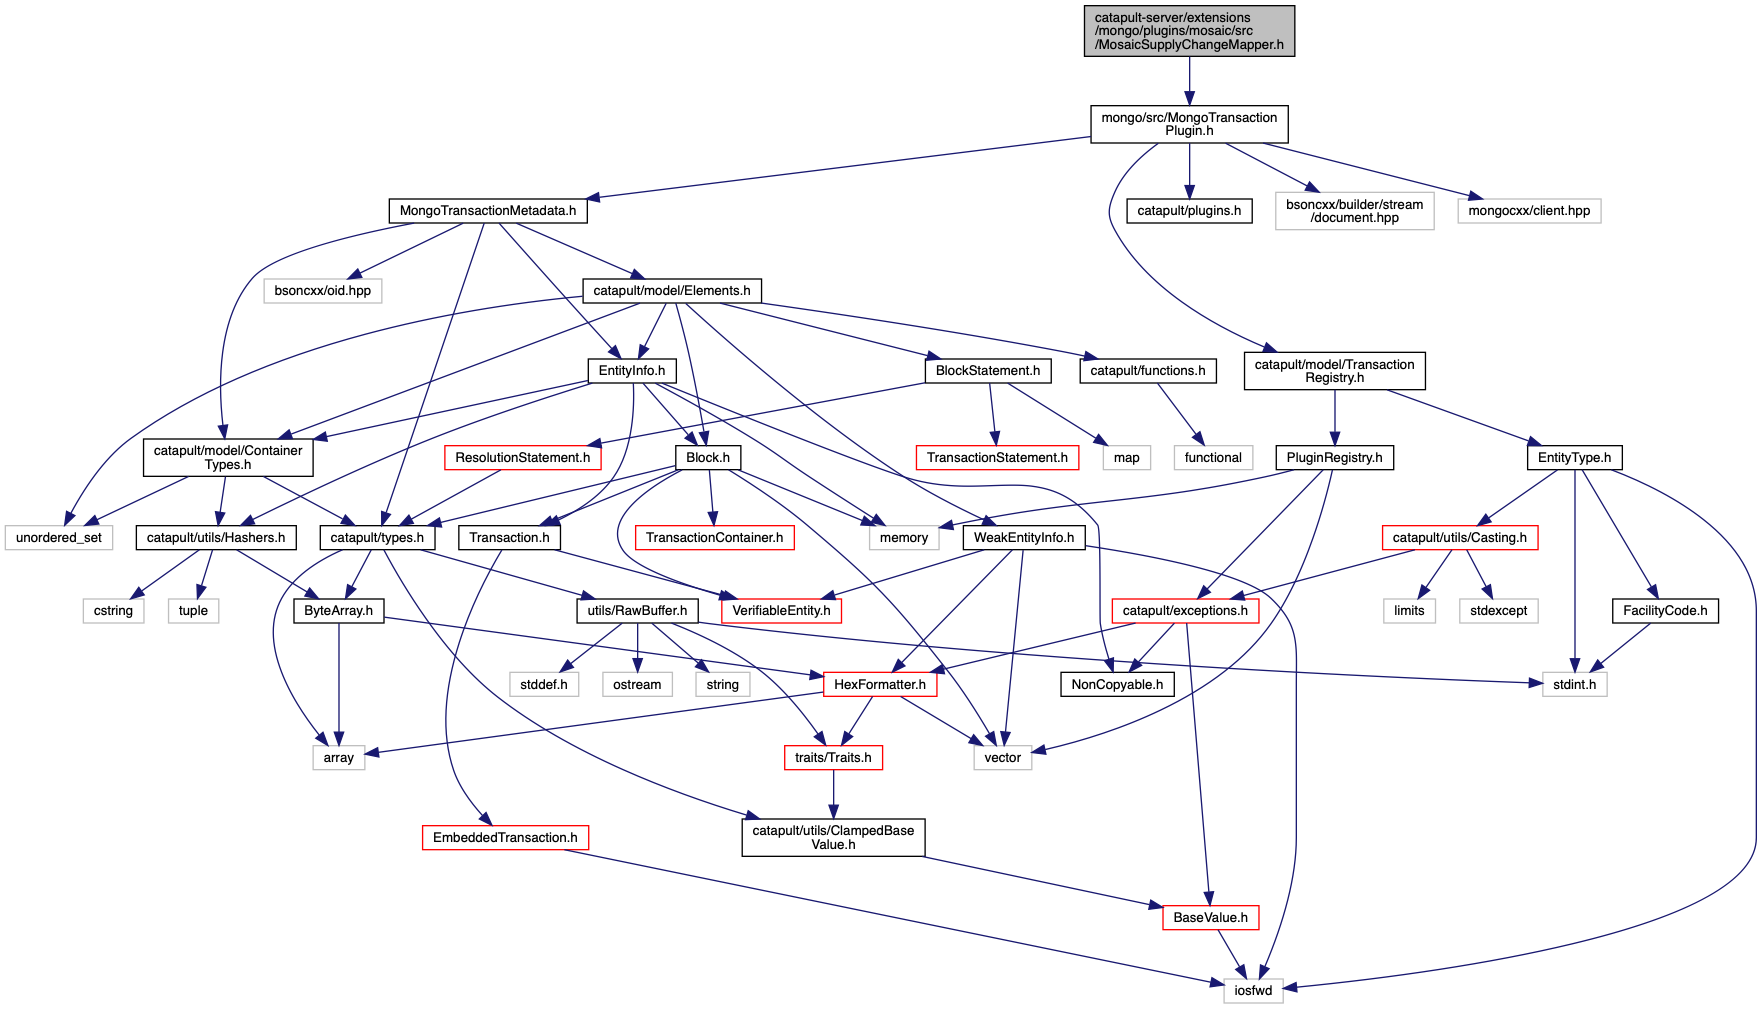 catapult-server/extensions
/mongo/plugins/mosaic/src
/MosaicSupplyChangeMapper.h
mongo/src/MongoTransaction
Plugin.h
MongoTransactionMetadata.h
catapult/plugins.h
bsoncxx/builder/stream
/document.hpp
mongocxx/client.hpp
bsoncxx/oid.hpp
catapult/model/Elements.h
EntityInfo.h
BlockStatement.h
catapult/functions.h
catapult/model/Transaction
Registry.h
catapult/model/Container
Types.h
ResolutionStatement.h
Block.h
TransactionStatement.h
map
functional
PluginRegistry.h
EntityType.h
unordered_set
catapult/utils/Hashers.h
catapult/types.h
Transaction.h
TransactionContainer.h
memory
WeakEntityInfo.h
catapult/utils/Casting.h
cstring
tuple
ByteArray.h
utils/RawBuffer.h
VerifiableEntity.h
catapult/exceptions.h
limits
stdexcept
FacilityCode.h
stddef.h
ostream
string
HexFormatter.h
NonCopyable.h
stdint.h
array
traits/Traits.h
vector
EmbeddedTransaction.h
catapult/utils/ClampedBase
Value.h
BaseValue.h
iosfwd